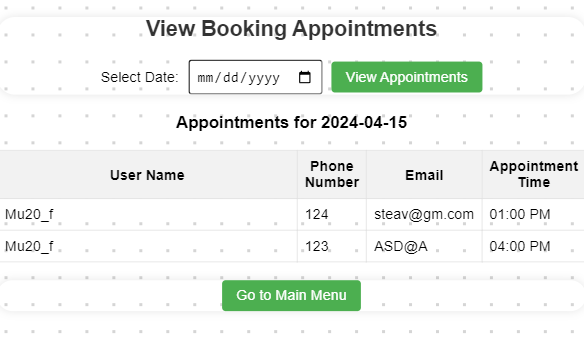 View Booking Appointments
Select Date: mm/dd/yyyy View Appointments
Appointments for 2024-04-15
User Name Phone Number Email Appointment Time
Mu20_f 124 steav@gm.com 01:00 PM
Mu20_f 123 ASD@A 04:00 PM
Go to Main Menu